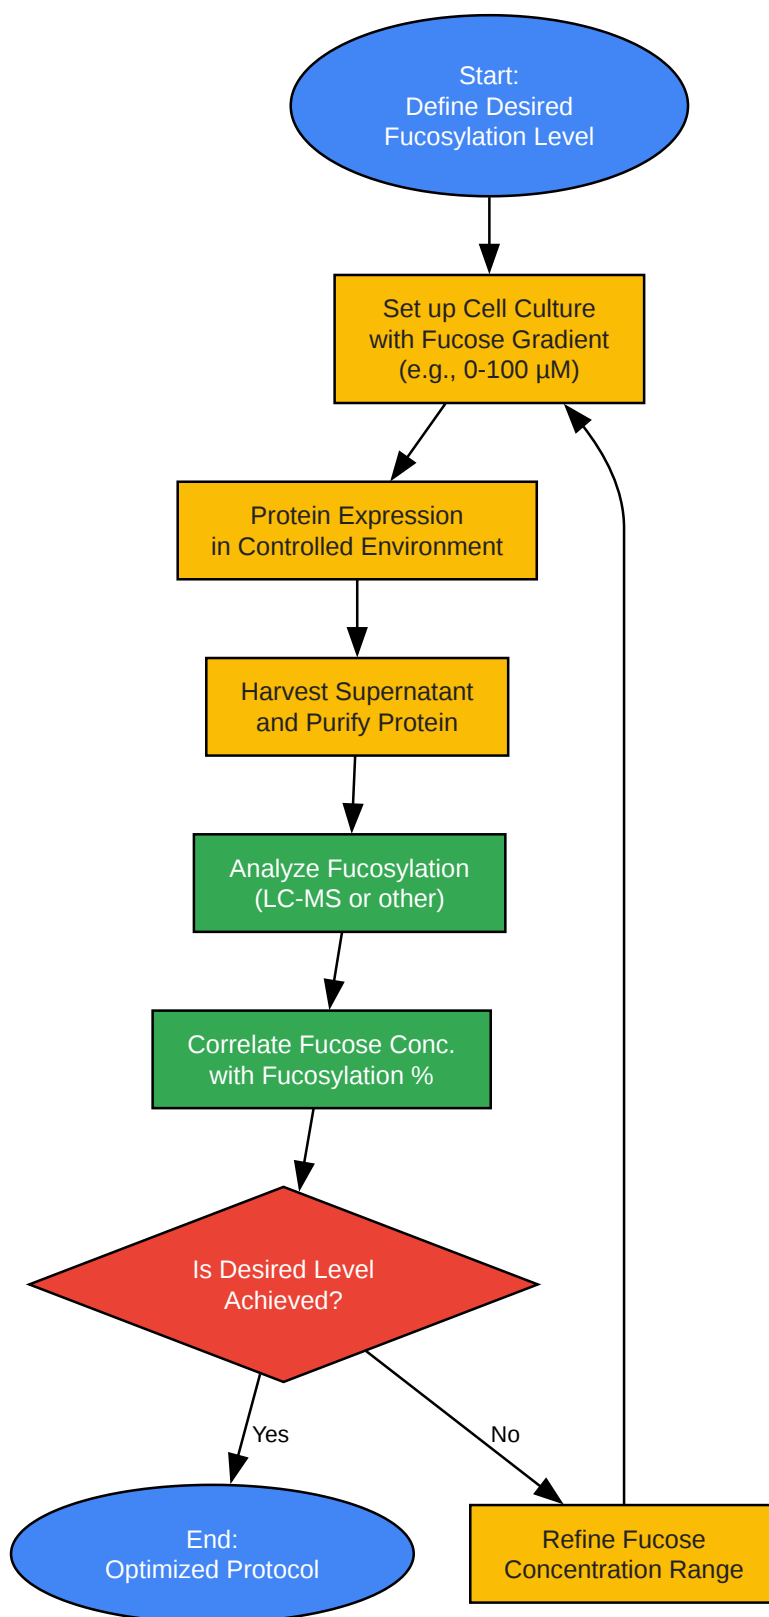 Start:
Define Desired
Fucosylation Level
Set up Cell Culture
with Fucose Gradient
(e.g., 0-100 µM)
Protein Expression
in Controlled Environment
Harvest Supernatant
and Purify Protein
Analyze Fucosylation
(LC-MS or other)
Correlate Fucose Conc.
with Fucosylation %
Is Desired Level
Achieved?
Yes
No
End:
Optimized Protocol
Refine Fucose
Concentration Range